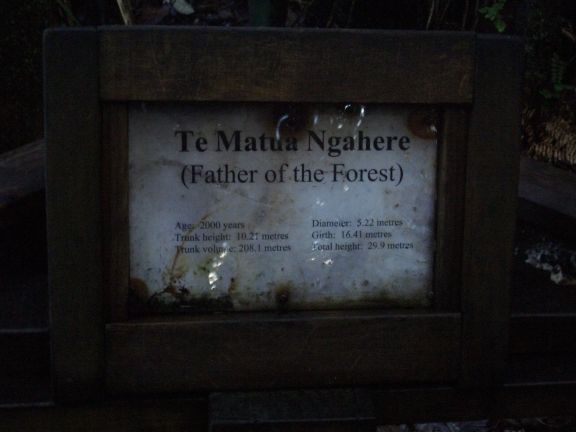 Te Matua Ngahere
(Father of the Forest)
Age: 2000 years
Trunk height: 10.21 metres
Trunk volume: 208.1 metres
Diameter: 5.22 metres
Girth: 16.41 metres
Total height: 29.9 metres